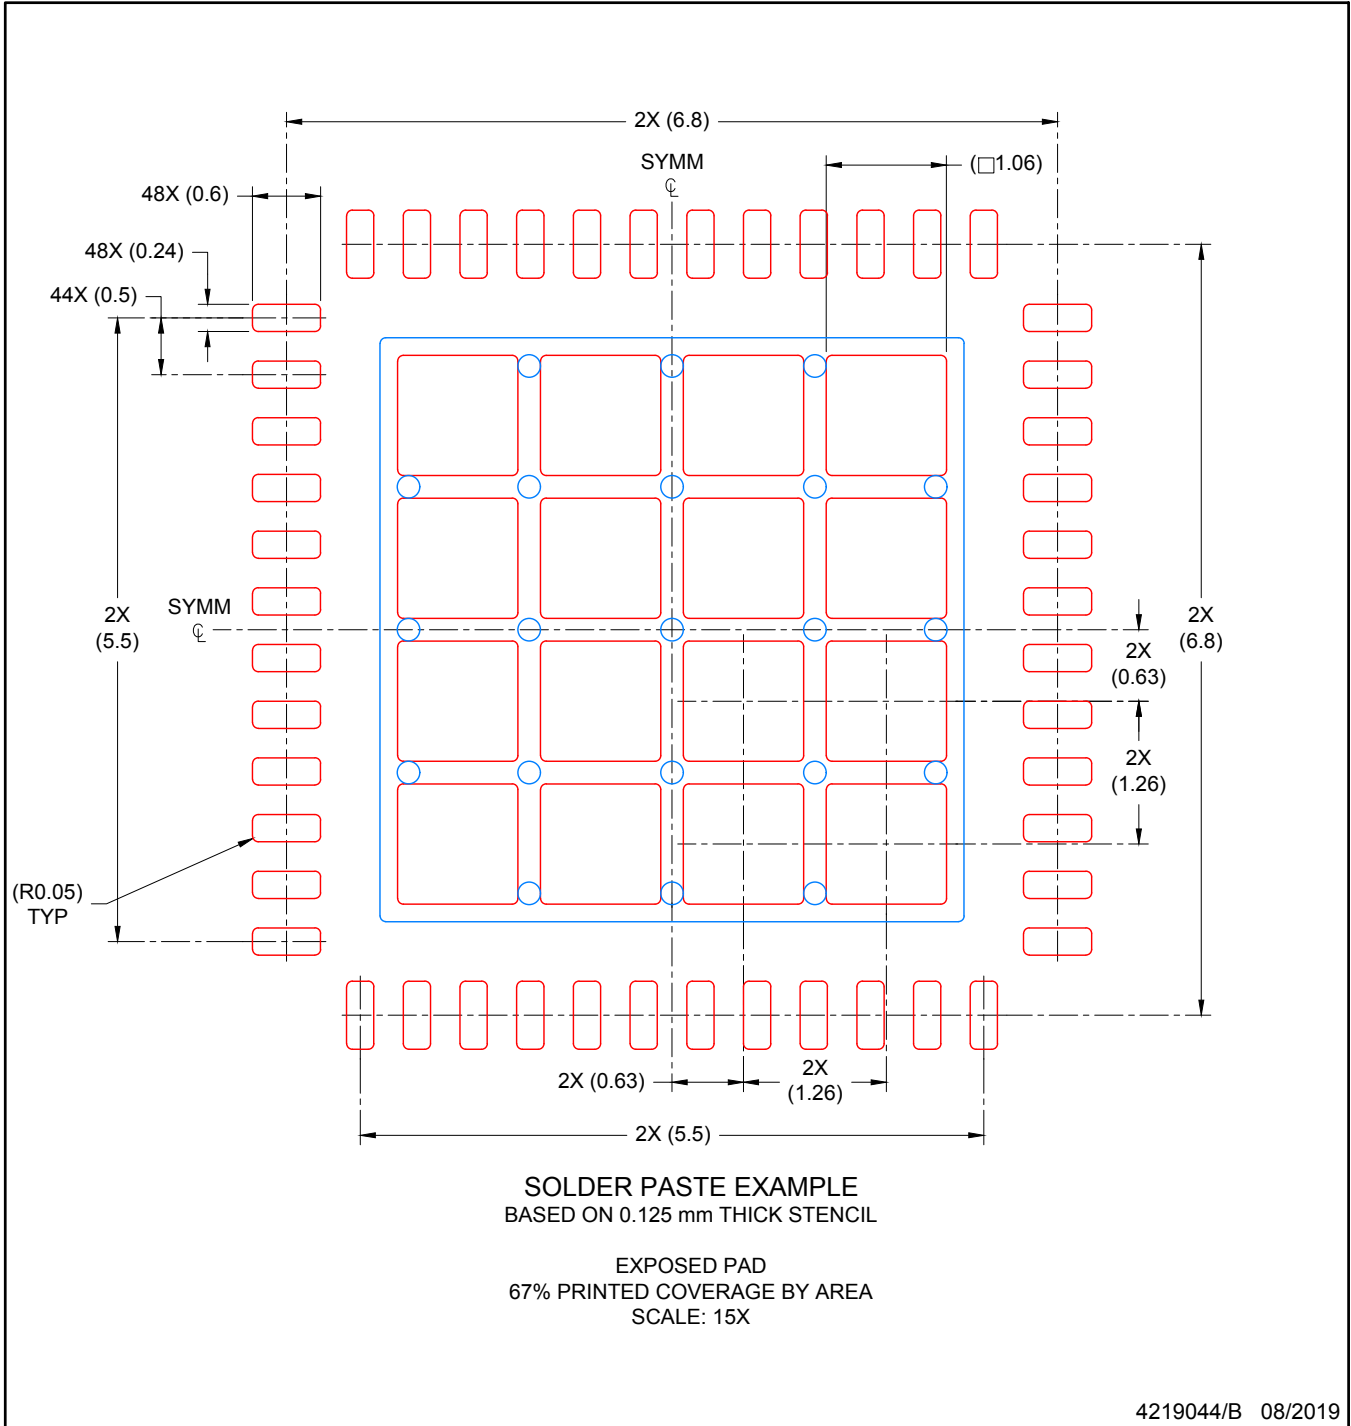 2X (6.8)
SYMM
℄
(□1.06)
48X (0.6)
48X (0.24)
44X (0.5)
SYMM
℄
2X
(5.5)
2X
(6.8)
2X
(0.63)
2X
(1.26)
(R0.05)
TYP
2X (0.63)
2X
(1.26)
2X (5.5)
SOLDER PASTE EXAMPLE
BASED ON 0.125 mm THICK STENCIL
EXPOSED PAD
67% PRINTED COVERAGE BY AREA
SCALE: 15X
4219044/B 08/2019